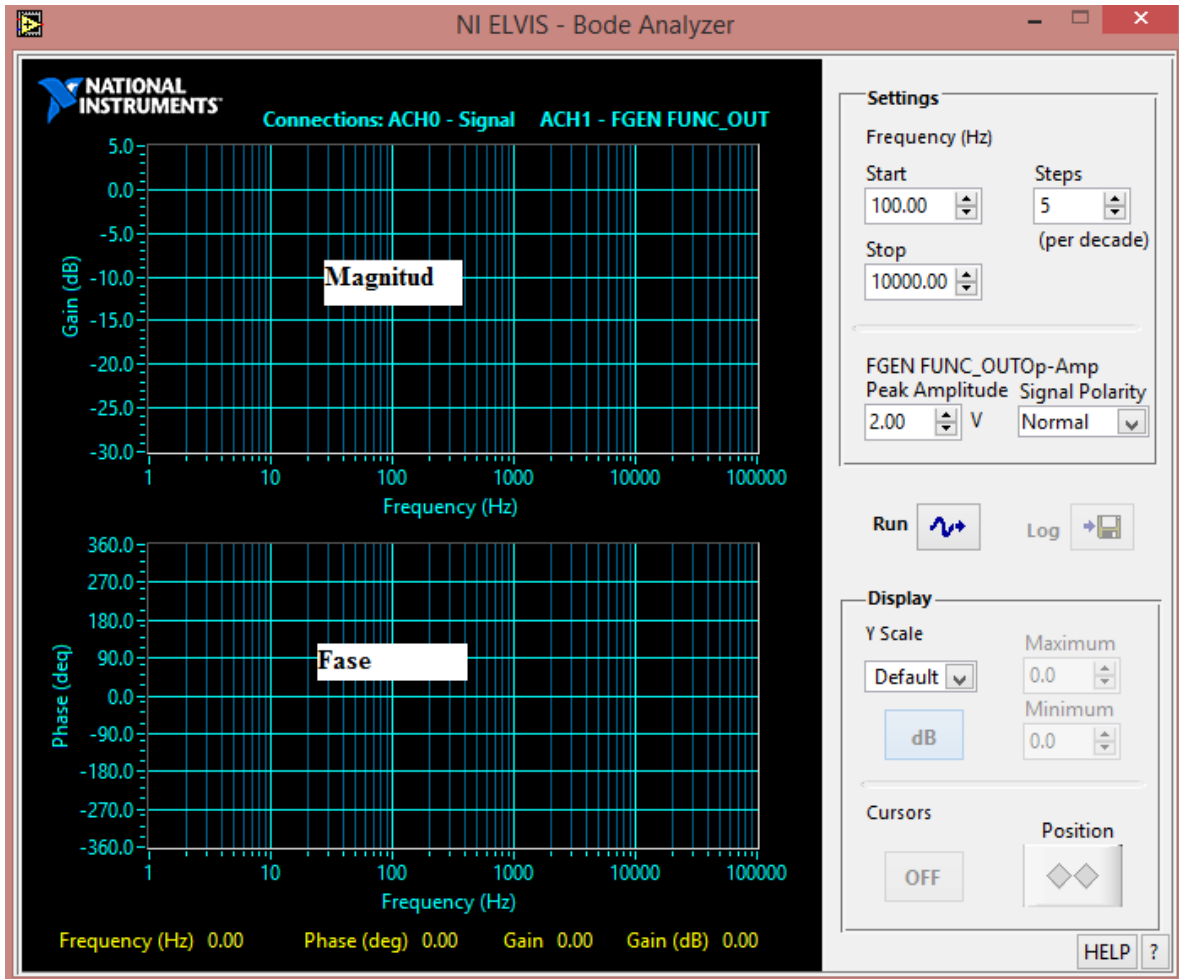 NI ELVIS - Bode Analyzer
NATIONAL
INSTRUMENTS™
Connections: ACH0 - Signal ACH1 - FGEN FUNC_OUT
Gain (dB)
5.0
0.0
-5.0
-10.0
-15.0
-20.0
-25.0
-30.0
Magnitud
1 10 100 1000 10000 100000
Frequency (Hz)
Phase (deg)
360.0
270.0
180.0
90.0
0.0
-90.0
-180.0
-270.0
-360.0
Fase
1 10 100 1000 10000 100000
Frequency (Hz)
Frequency (Hz) 0.00 Phase (deg) 0.00 Gain 0.00 Gain (dB) 0.00
Settings
Frequency (Hz)
Start Steps
100.00 5
(per decade)
Stop
10000.00
FGEN FUNC_OUTOp-Amp
Peak Amplitude Signal Polarity
2.00 V Normal
Run Log
Display
Y Scale
Maximum
Default 0.0
Minimum
dB 0.0
Cursors
Position
OFF
HELP ?